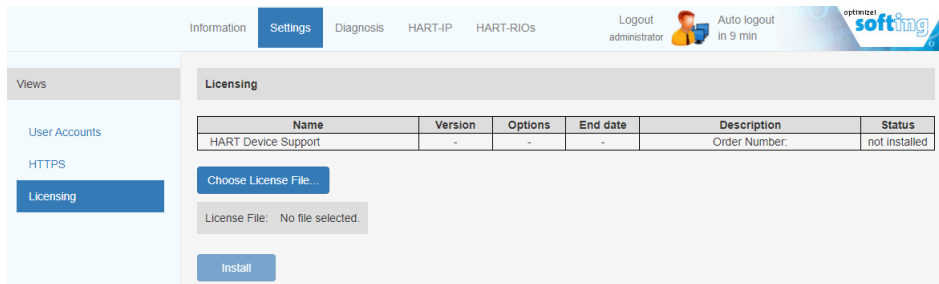 Information Settings Diagnosis HART-IP HART-RIOs Logout administrator Auto logout in 9 min optimize! softing
Views
User Accounts
HTTPS
Licensing
Licensing
Name Version Options End date Description Status
HART Device Support - - - Order Number: not installed
Choose License File...
License File: No file selected.
Install